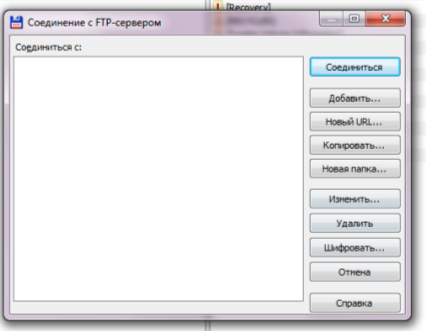 [Recovery]
Соединение с FTP-сервером
Соединиться с:
Соединиться
Добавить...
Новый URL...
Копировать...
Новая папка...
Изменить...
Удалить
Шифровать...
Отмена
Справка